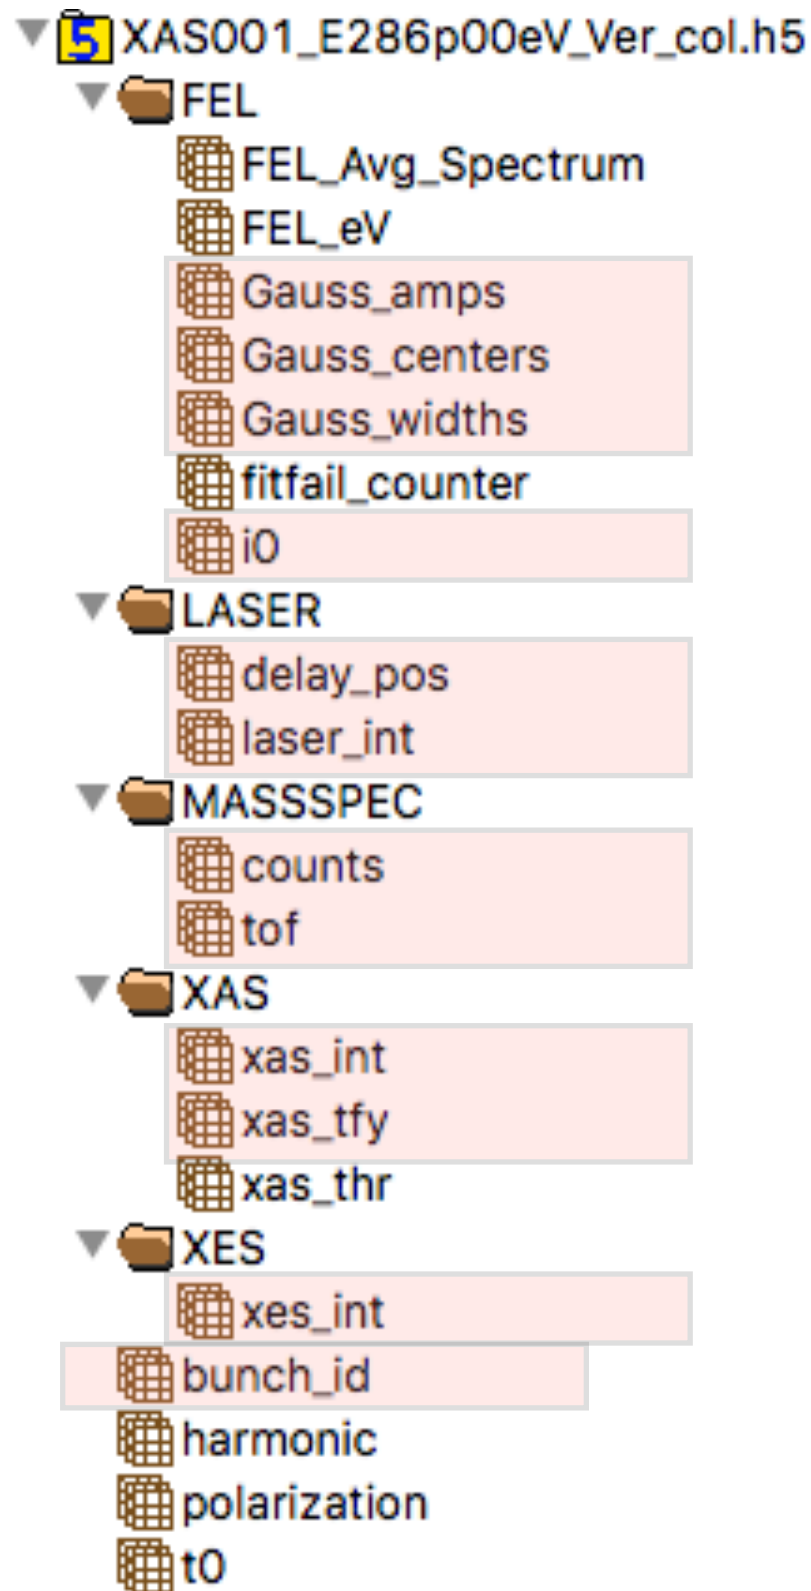 5 XAS001_E286p00eV_Ver_col.h5
FEL
FEL_Avg_Spectrum
FEL_eV
Gauss_amps
Gauss_centers
Gauss_widths
fitfail_counter
i0
LASER
delay_pos
laser_int
MASSSPEC
counts
tof
XAS
xas_int
xas_tfy
xas_thr
XES
xes_int
bunch_id
harmonic
polarization
t0